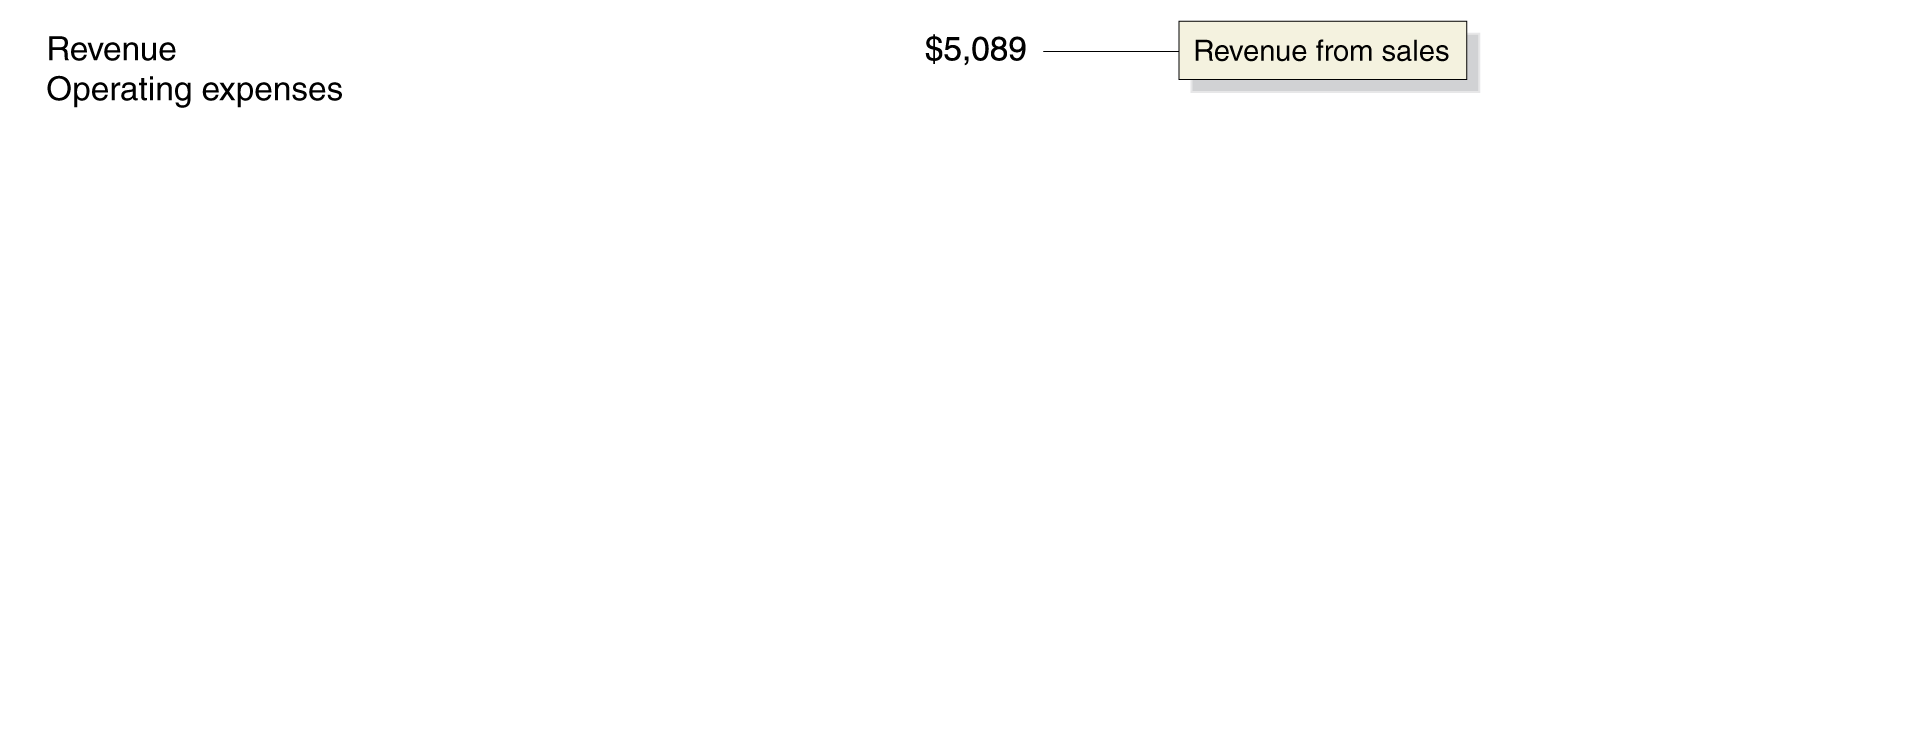 Revenue $5,089 Revenue from sales
Operating expenses